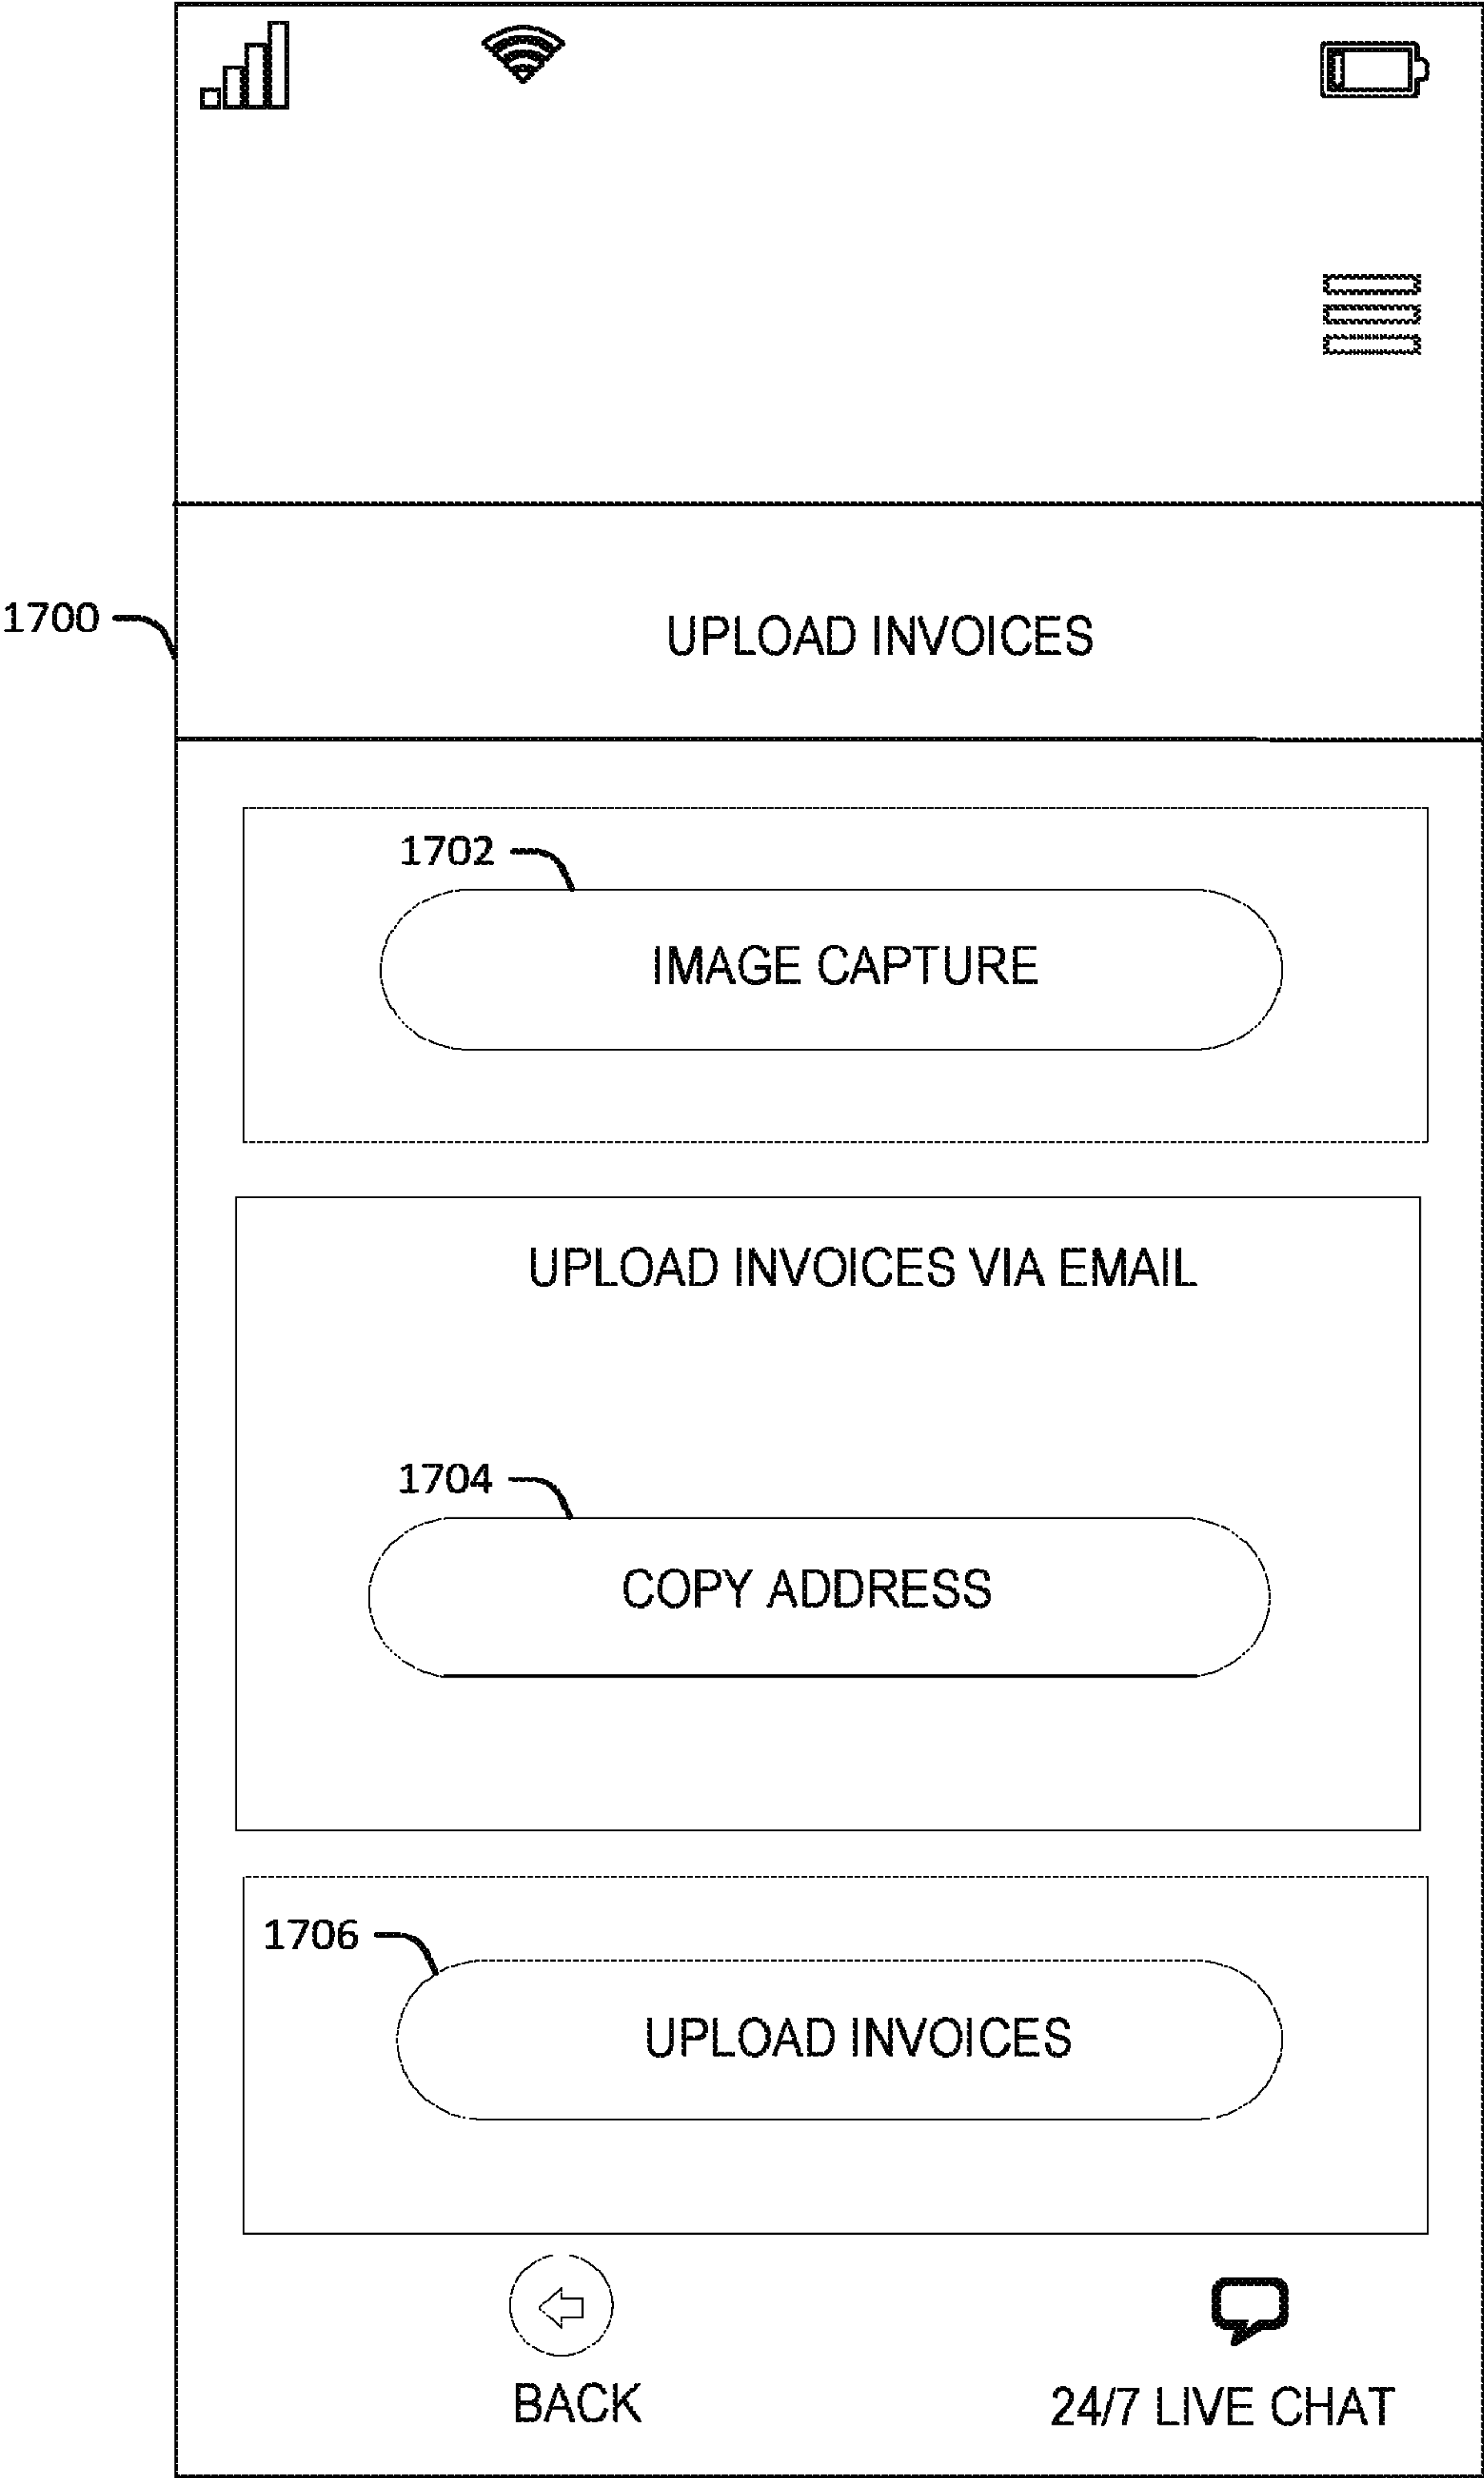 1700
UPLOAD INVOICES
1702
IMAGE CAPTURE
UPLOAD INVOICES VIA EMAIL
1704
COPY ADDRESS
1706
UPLOAD INVOICES
BACK
24/7 LIVE CHAT